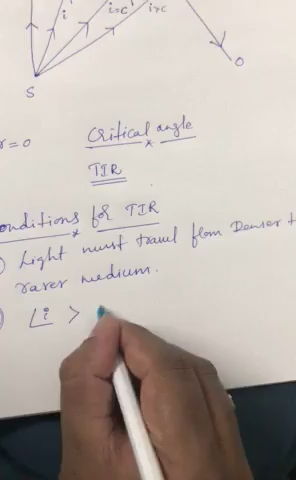 i i=c i>c
S O
r=0 Critical angle
TIR
onditions for TIR
Light must travel from Denser t
rarer medium.
∠i >